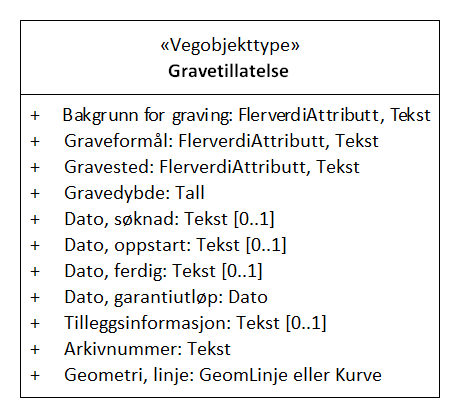 «Vegobjekttype»
Gravetillatelse
+ Bakgrunn for graving: FlerverdiAttributt, Tekst
+ Graveformål: FlerverdiAttributt, Tekst
+ Gravested: FlerverdiAttributt, Tekst
+ Gravedybde: Tall
+ Dato, søknad: Tekst [0..1]
+ Dato, oppstart: Tekst [0..1]
+ Dato, ferdig: Tekst [0..1]
+ Dato, garantiutløp: Dato
+ Tilleggsinformasjon: Tekst [0..1]
+ Arkivnummer: Tekst
+ Geometri, linje: GeomLinje eller Kurve